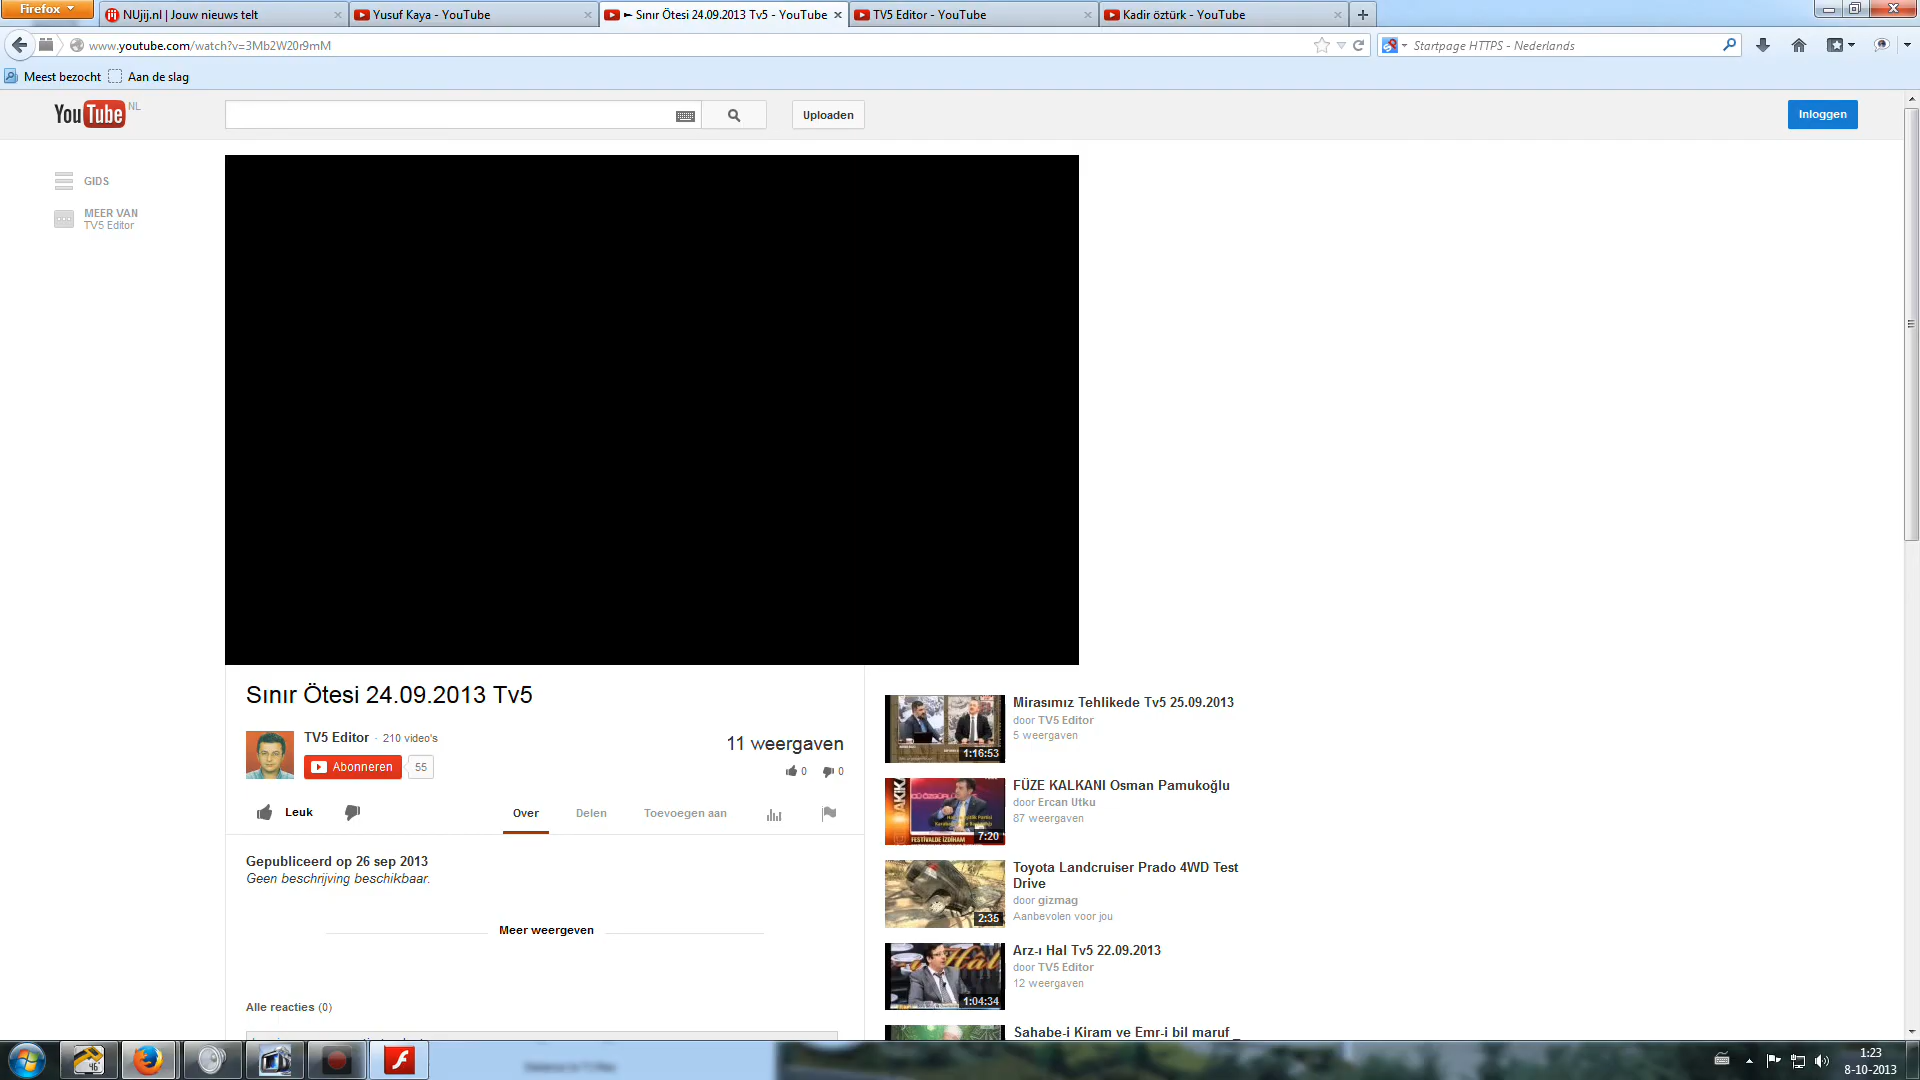 Firefox
NUjij.nl | Jouw nieuws telt
Yusuf Kaya - YouTube
Sınır Ötesi 24.09.2013 Tv5 - YouTube
TV5 Editor - YouTube
Kadir öztürk - YouTube
www.youtube.com/watch?v=3Mb2W20r9mM
Startpage HTTPS - Nederlands
Meest bezocht
Aan de slag
YouTube NL
Uploaden
Inloggen
GIDS
MEER VAN
TV5 Editor
Sınır Ötesi 24.09.2013 Tv5
TV5 Editor · 210 video's
Abonneren 55
11 weergaven
0 0
Leuk
Over
Delen
Toevoegen aan
Gepubliceerd op 26 sep 2013
Geen beschrijving beschikbaar.
Meer weergeven
Alle reacties (0)
Mirasımız Tehlikede Tv5 25.09.2013
door TV5 Editor
5 weergaven
1:16:53
FÜZE KALKANI Osman Pamukoğlu
door Ercan Utku
87 weergaven
7:20
Toyota Landcruiser Prado 4WD Test
Drive
door gizmag
Aanbevolen voor jou
2:35
Arz-ı Hal Tv5 22.09.2013
door TV5 Editor
12 weergaven
1:04:34
Sahabe-i Kiram ve Emr-i bil maruf _
46
1:23
8-10-2013